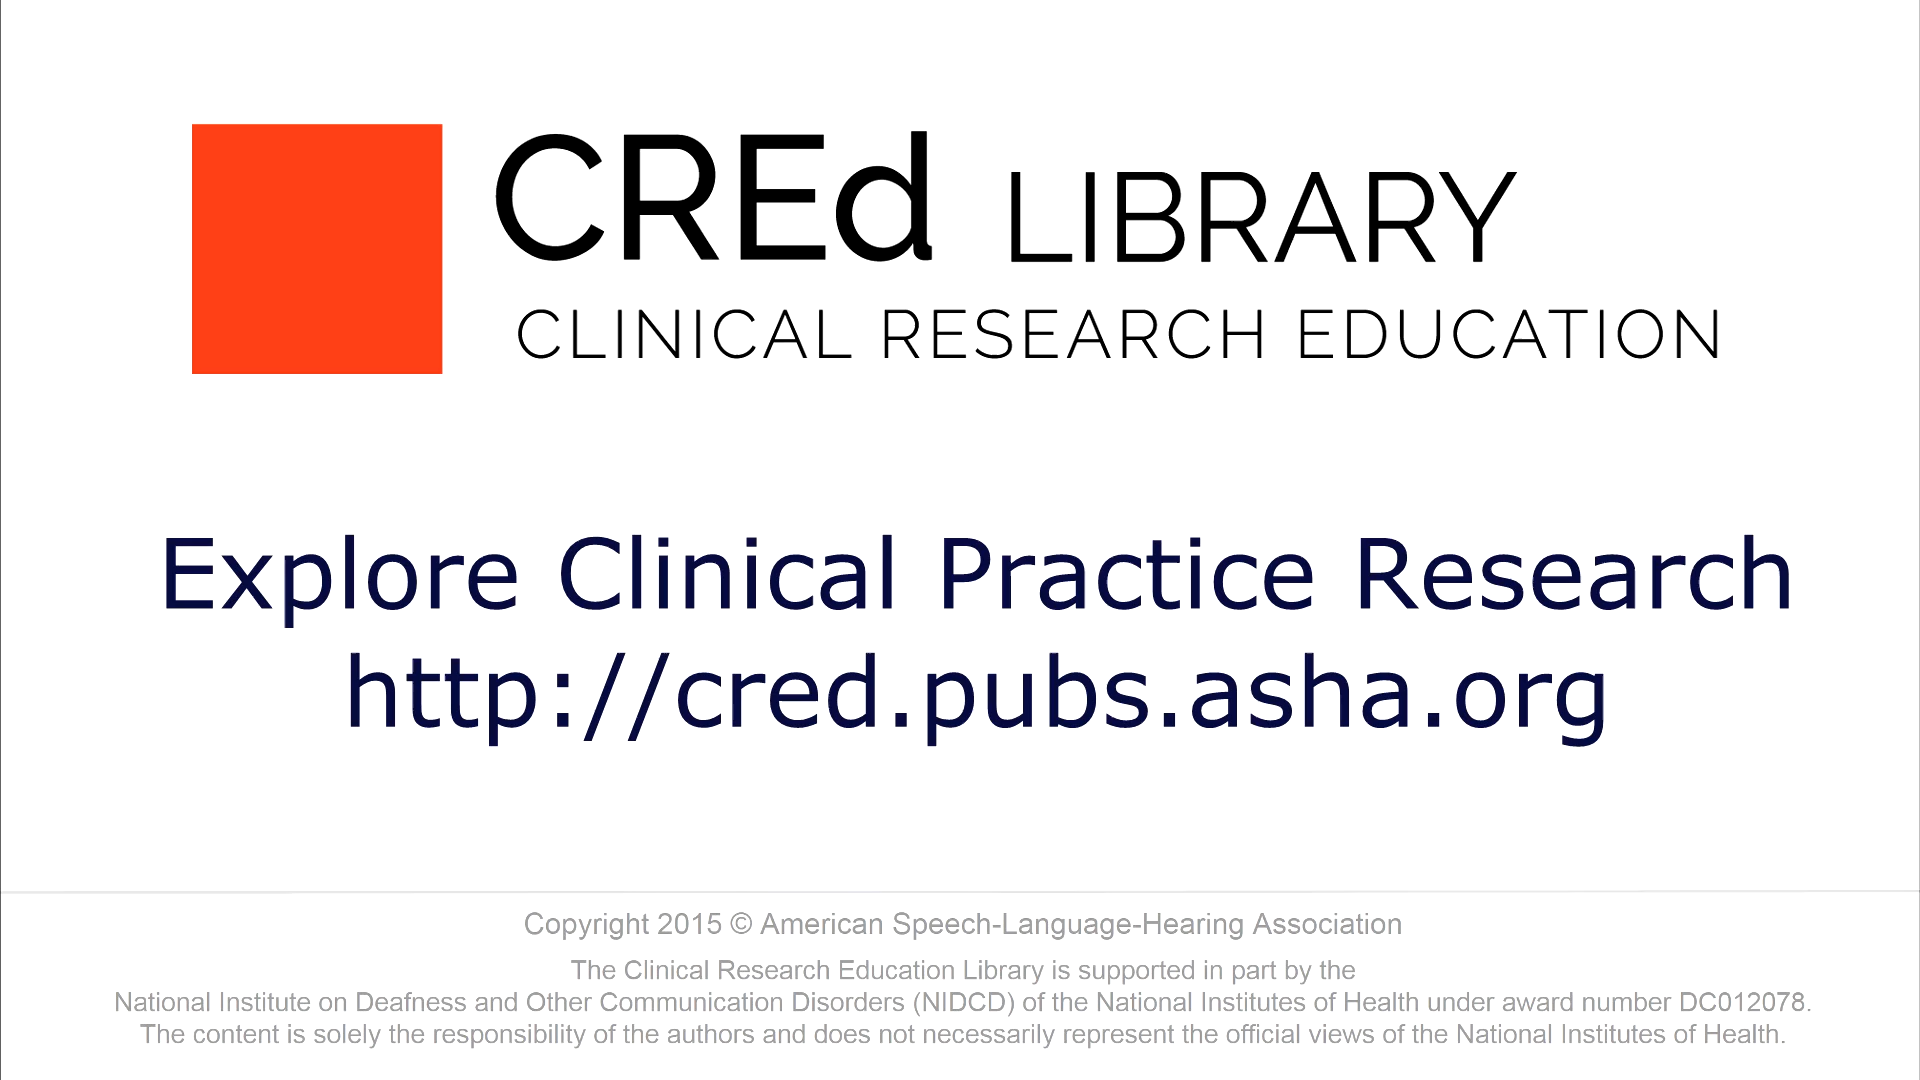 CREd LIBRARY
CLINICAL RESEARCH EDUCATION
Explore Clinical Practice Research
http://cred.pubs.asha.org
Copyright 2015 © American Speech-Language-Hearing Association
The Clinical Research Education Library is supported in part by the
National Institute on Deafness and Other Communication Disorders (NIDCD) of the National Institutes of Health under award number DC012078.
The content is solely the responsibility of the authors and does not necessarily represent the official views of the National Institutes of Health.